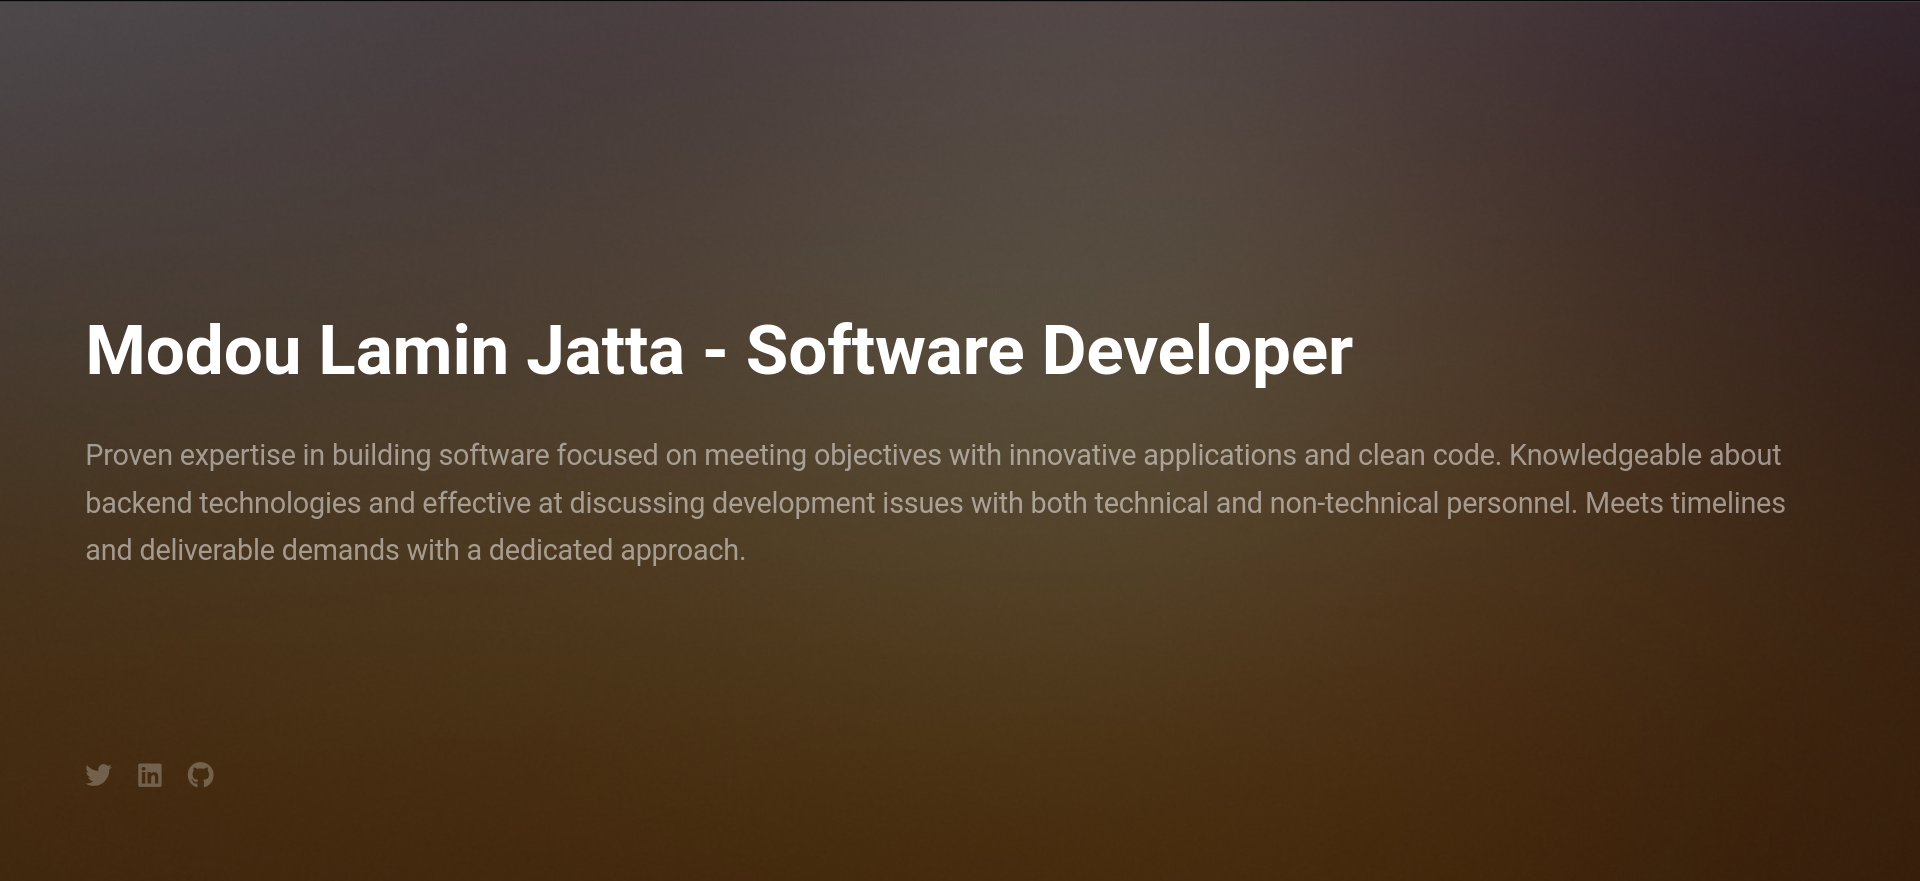 Modou Lamin Jatta - Software Developer
Proven expertise in building software focused on meeting objectives with innovative applications and clean code. Knowledgeable about
backend technologies and effective at discussing development issues with both technical and non-technical personnel. Meets timelines
and deliverable demands with a dedicated approach.